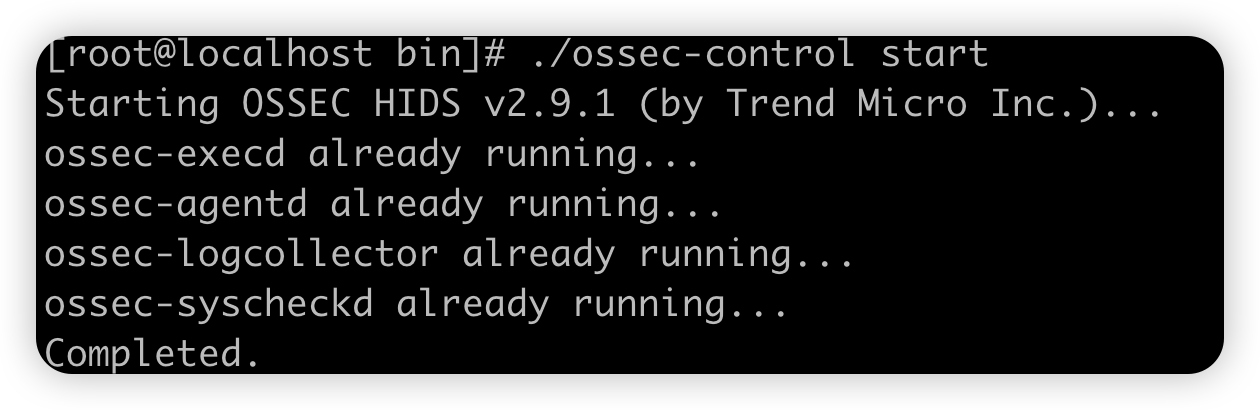 [root@localhost bin]# ./ossec-control start
Starting OSSEC HIDS v2.9.1 (by Trend Micro Inc.)...
ossec-execd already running...
ossec-agentd already running...
ossec-logcollector already running...
ossec-syscheckd already running...
Completed.